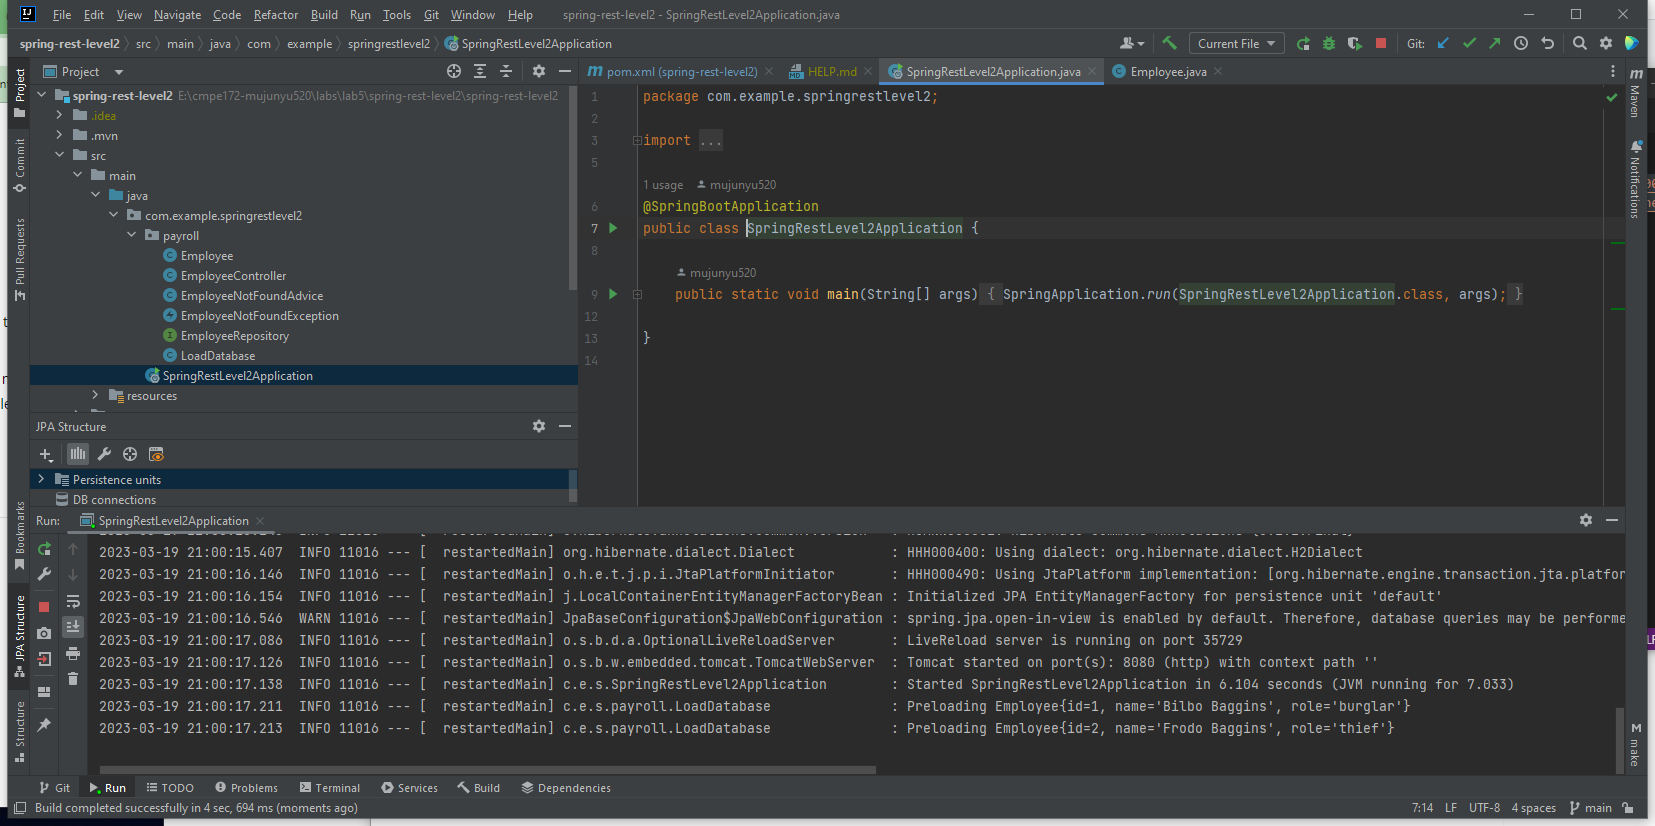 File Edit View Navigate Code Refactor Build Run Tools Git Window Help spring-rest-level2 - SpringRestLevel2Application.java
spring-rest-level2 src main java com example springrestlevel2 SpringRestLevel2Application Current File Git:
Project
pom.xml (spring-rest-level2) HELP.md SpringRestLevel2Application.java Employee.java
spring-rest-level2 E:\cmpe172-mujunyu520\labs\lab5\spring-rest-level2\spring-rest-level2
.idea
.mvn
src
main
java
com.example.springrestlevel2
payroll
Employee
EmployeeController
EmployeeNotFoundAdvice
EmployeeNotFoundException
EmployeeRepository
LoadDatabase
SpringRestLevel2Application
resources
JPA Structure
Persistence units
DB connections
1 package com.example.springrestlevel2;
2
3 import ...
5
1 usage mujunyu520
6 @SpringBootApplication
7 public class SpringRestLevel2Application {
8
mujunyu520
9 public static void main(String[] args) { SpringApplication.run(SpringRestLevel2Application.class, args); }
12
13 }
14
Project
Commit
Pull Requests
Bookmarks
JPA Structure
Structure
Maven
Notifications
make
Run: SpringRestLevel2Application
2023-03-19 21:00:15.407 INFO 11016 --- [ restartedMain] org.hibernate.dialect.Dialect : HHH000400: Using dialect: org.hibernate.dialect.H2Dialect
2023-03-19 21:00:16.146 INFO 11016 --- [ restartedMain] o.h.e.t.j.p.i.JtaPlatformInitiator : HHH000490: Using JtaPlatform implementation: [org.hibernate.engine.transaction.jta.platfor
2023-03-19 21:00:16.154 INFO 11016 --- [ restartedMain] j.LocalContainerEntityManagerFactoryBean : Initialized JPA EntityManagerFactory for persistence unit 'default'
2023-03-19 21:00:16.546 WARN 11016 --- [ restartedMain] JpaBaseConfiguration$JpaWebConfiguration : spring.jpa.open-in-view is enabled by default. Therefore, database queries may be performe
2023-03-19 21:00:17.086 INFO 11016 --- [ restartedMain] o.s.b.d.a.OptionalLiveReloadServer : LiveReload server is running on port 35729
2023-03-19 21:00:17.126 INFO 11016 --- [ restartedMain] o.s.b.w.embedded.tomcat.TomcatWebServer : Tomcat started on port(s): 8080 (http) with context path ''
2023-03-19 21:00:17.138 INFO 11016 --- [ restartedMain] c.e.s.SpringRestLevel2Application : Started SpringRestLevel2Application in 6.104 seconds (JVM running for 7.033)
2023-03-19 21:00:17.211 INFO 11016 --- [ restartedMain] c.e.s.payroll.LoadDatabase : Preloading Employee{id=1, name='Bilbo Baggins', role='burglar'}
2023-03-19 21:00:17.213 INFO 11016 --- [ restartedMain] c.e.s.payroll.LoadDatabase : Preloading Employee{id=2, name='Frodo Baggins', role='thief'}
Git Run TODO Problems Terminal Services Build Dependencies
Build completed successfully in 4 sec, 694 ms (moments ago) 7:14 LF UTF-8 4 spaces main